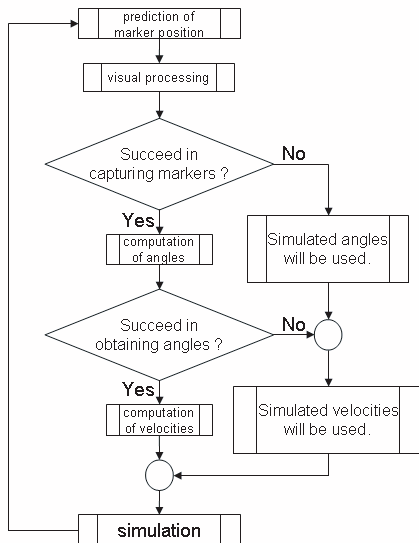 prediction of
marker position
visual processing
Succeed in
capturing markers ?
No
Yes
computation
of angles
Simulated angles
will be used.
Succeed in
obtaining angles ?
No
Yes
computation
of velocities
Simulated velocities
will be used.
simulation